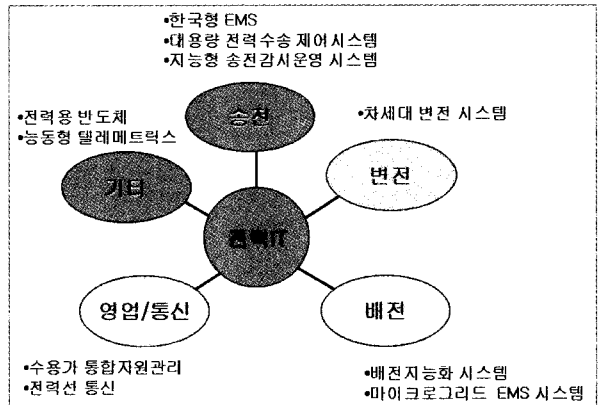 •한국형 EMS
•대용량 전력수송 제어시스템
•지능형 송전감시운영 시스템
•전력용 반도체
•능동형 텔레메트릭스
송전
•차세대 변전 시스템
기타
변전
전력IT
영업/통신
배전
•수용가 통합자원관리
•전력선 통신
•배전지능화 시스템
•마이크로그리드 EMS 시스템